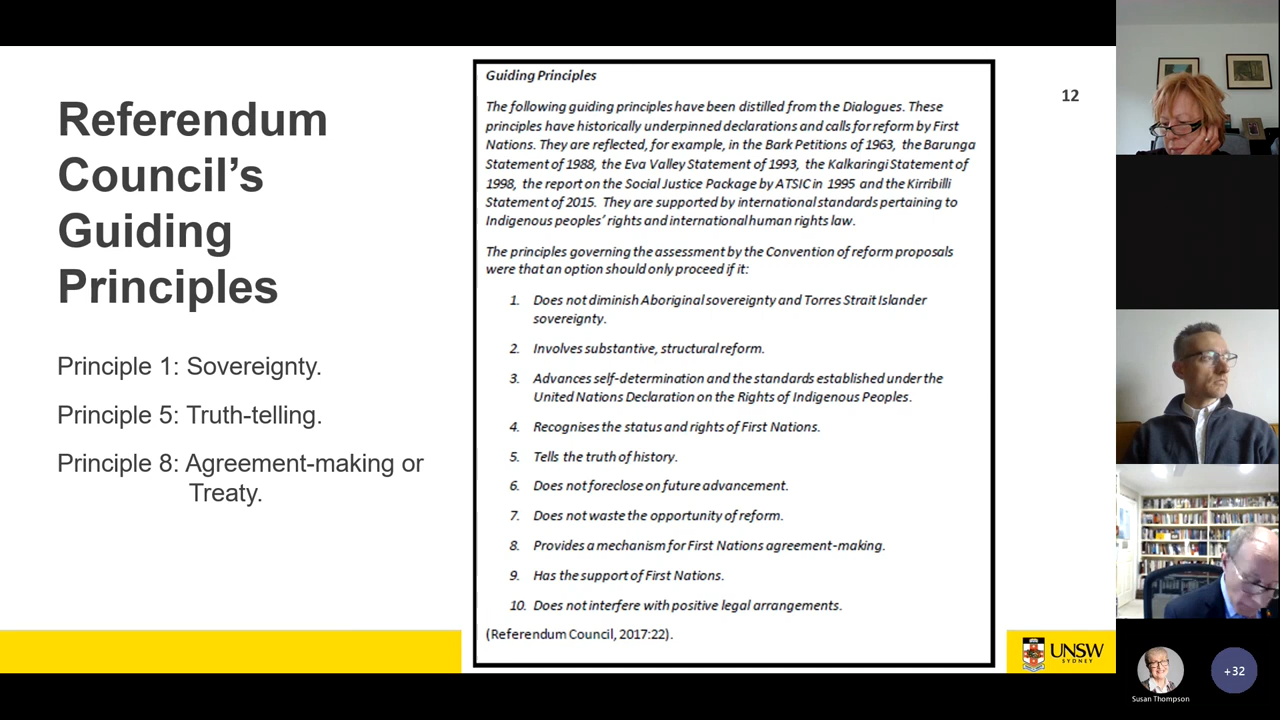 Referendum
Council’s
Guiding
Principles
Principle 1: Sovereignty.
Principle 5: Truth-telling.
Principle 8: Agreement-making or
Treaty.
Guiding Principles
The following guiding principles have been distilled from the Dialogues. These
principles have historically underpinned declarations and calls for reform by First
Nations. They are reflected, for example, in the Bark Petitions of 1963, the Barunga
Statement of 1988, the Eva Valley Statement of 1993, the Kalkaringi Statement of
1998, the report on the Social Justice Package by ATSIC in 1995 and the Kirribilli
Statement of 2015. They are supported by international standards pertaining to
Indigenous peoples’ rights and international human rights law.
The principles governing the assessment by the Convention of reform proposals
were that an option should only proceed if it:
1. Does not diminish Aboriginal sovereignty and Torres Strait Islander
sovereignty.
2. Involves substantive, structural reform.
3. Advances self-determination and the standards established under the
United Nations Declaration on the Rights of Indigenous Peoples.
4. Recognises the status and rights of First Nations.
5. Tells the truth of history.
6. Does not foreclose on future advancement.
7. Does not waste the opportunity of reform.
8. Provides a mechanism for First Nations agreement-making.
9. Has the support of First Nations.
10. Does not interfere with positive legal arrangements.
(Referendum Council, 2017:22).
12
UNSW
SYDNEY
+32
Susan Thompson